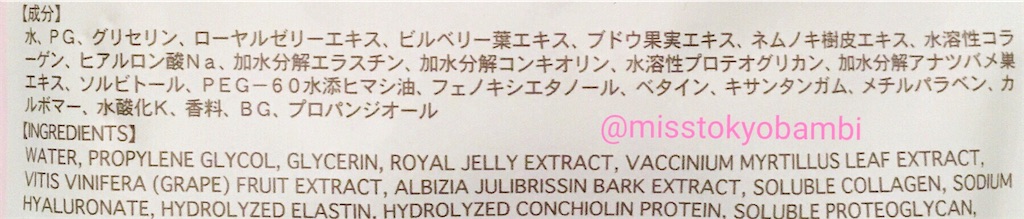 【成分】
水、PG、グリセリン、ローヤルゼリーエキス、ビルベリー葉エキス、ブドウ果実エキス、ネムノキ樹皮エキス、水溶性コラ
ーゲン、ヒアルロン酸Na、加水分解エラスチン、加水分解コンキオリン、水溶性プロテオグリカン、加水分解アナツバメ巣
エキス、ソルビトール、PEG－60水添ヒマシ油、フェノキシエタノール、ベタイン、キサンタンガム、メチルパラベン、カ
ルボマー、水酸化K、香料、BG、プロパンジオール
@misstokyobambi
【INGREDIENTS】
WATER, PROPYLENE GLYCOL, GLYCERIN, ROYAL JELLY EXTRACT, VACCINIUM MYRTILLUS LEAF EXTRACT,
VITIS VINIFERA (GRAPE) FRUIT EXTRACT, ALBIZIA JULIBRISSIN BARK EXTRACT, SOLUBLE COLLAGEN, SODIUM
HYALURONATE, HYDROLYZED ELASTIN, HYDROLYZED CONCHIOLIN PROTEIN, SOLUBLE PROTEOGLYCAN,